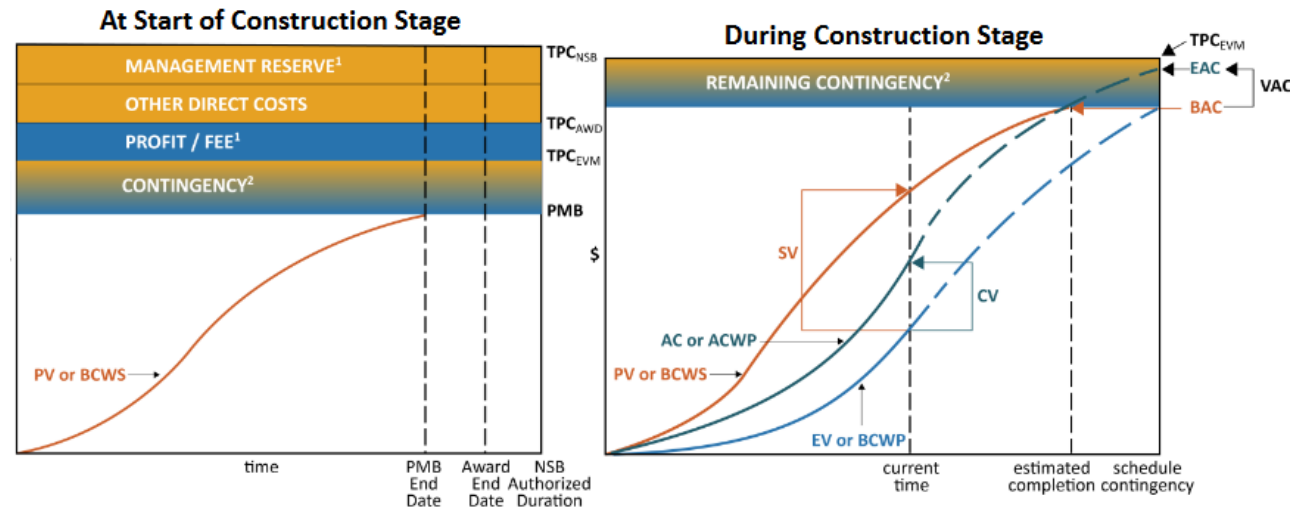 At Start of Construction Stage
MANAGEMENT RESERVE¹
OTHER DIRECT COSTS
PROFIT / FEE¹
CONTINGENCY²
TPC_NSB
TPC_AWD
TPC_EVM
PMB
PV or BCWS
time
PMB
End
Date
Award
End
Date
NSB
Authorized
Duration
During Construction Stage
REMAINING CONTINGENCY²
TPC_EVM
EAC
VAC
BAC
$
SV
CV
AC or ACWP
PV or BCWS
EV or BCWP
current
time
estimated
completion
schedule
contingency